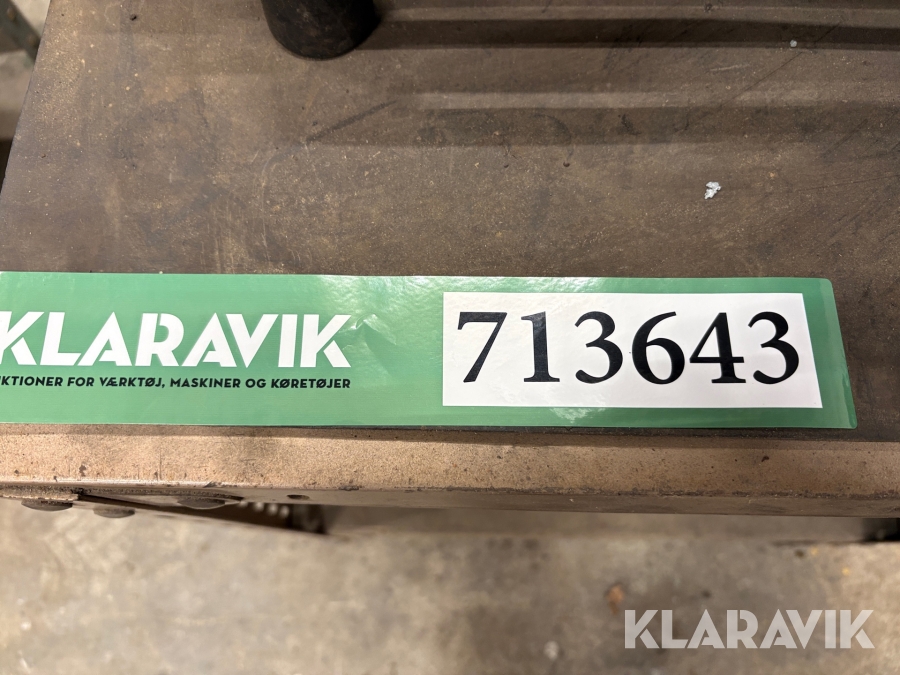 KLARAVIK
KTIONER FOR VÆRKTØJ, MASKINER OG KØRETØJER
713643
KLARAVIK